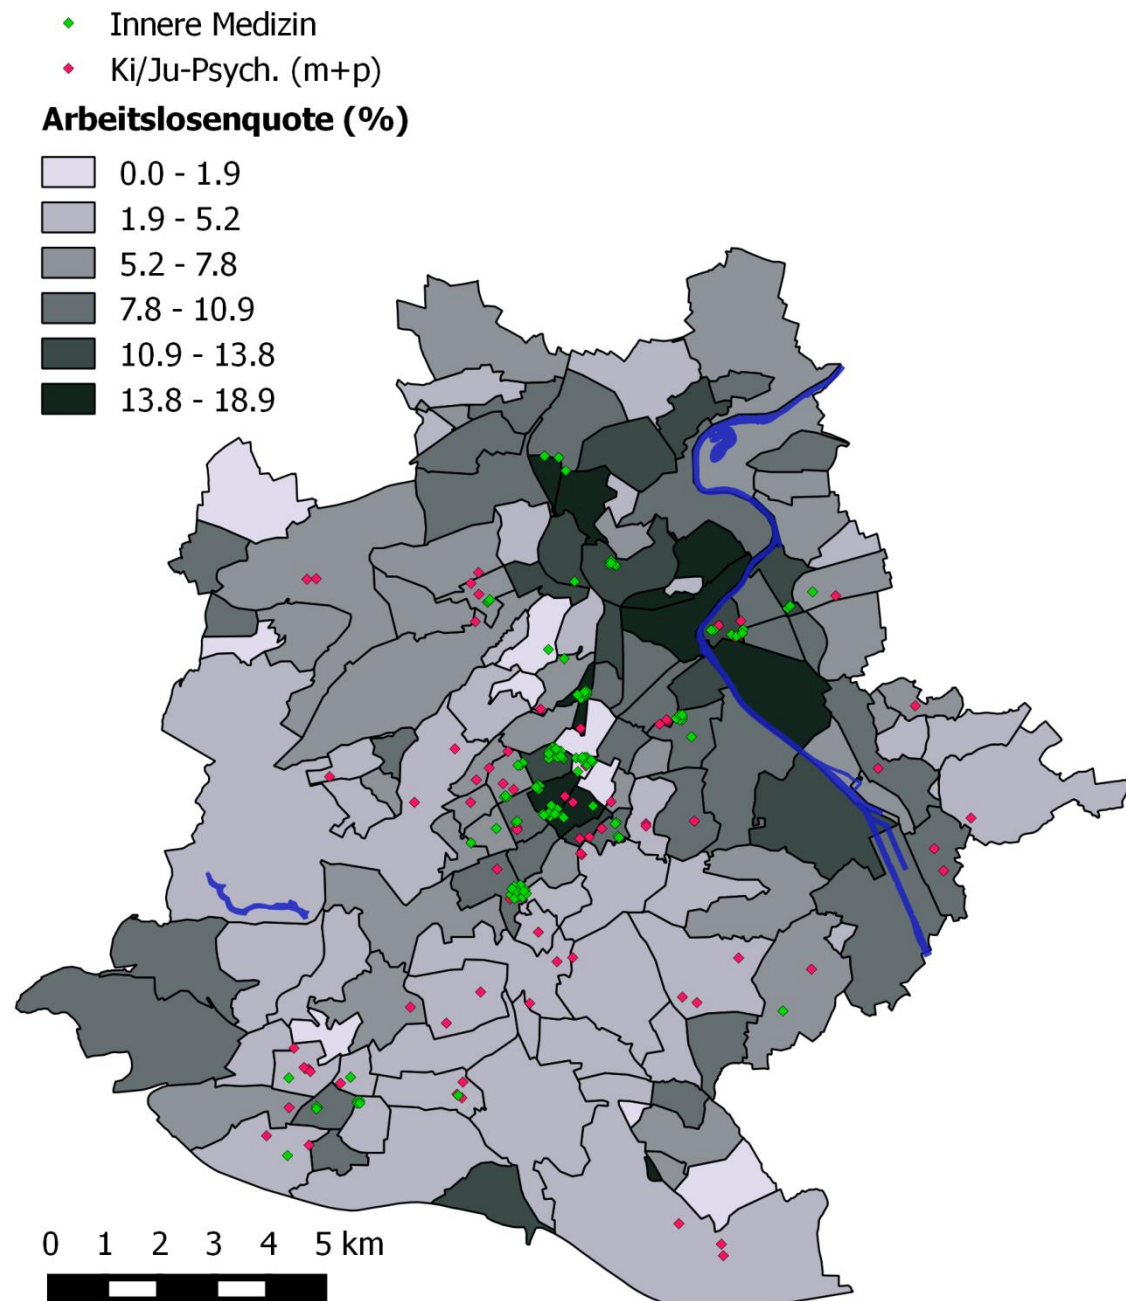 Innere Medizin
Ki/Ju-Psych. (m+p)
Arbeitslosenquote (%)
0.0 - 1.9
1.9 - 5.2
5.2 - 7.8
7.8 - 10.9
10.9 - 13.8
13.8 - 18.9
0 1 2 3 4 5 km